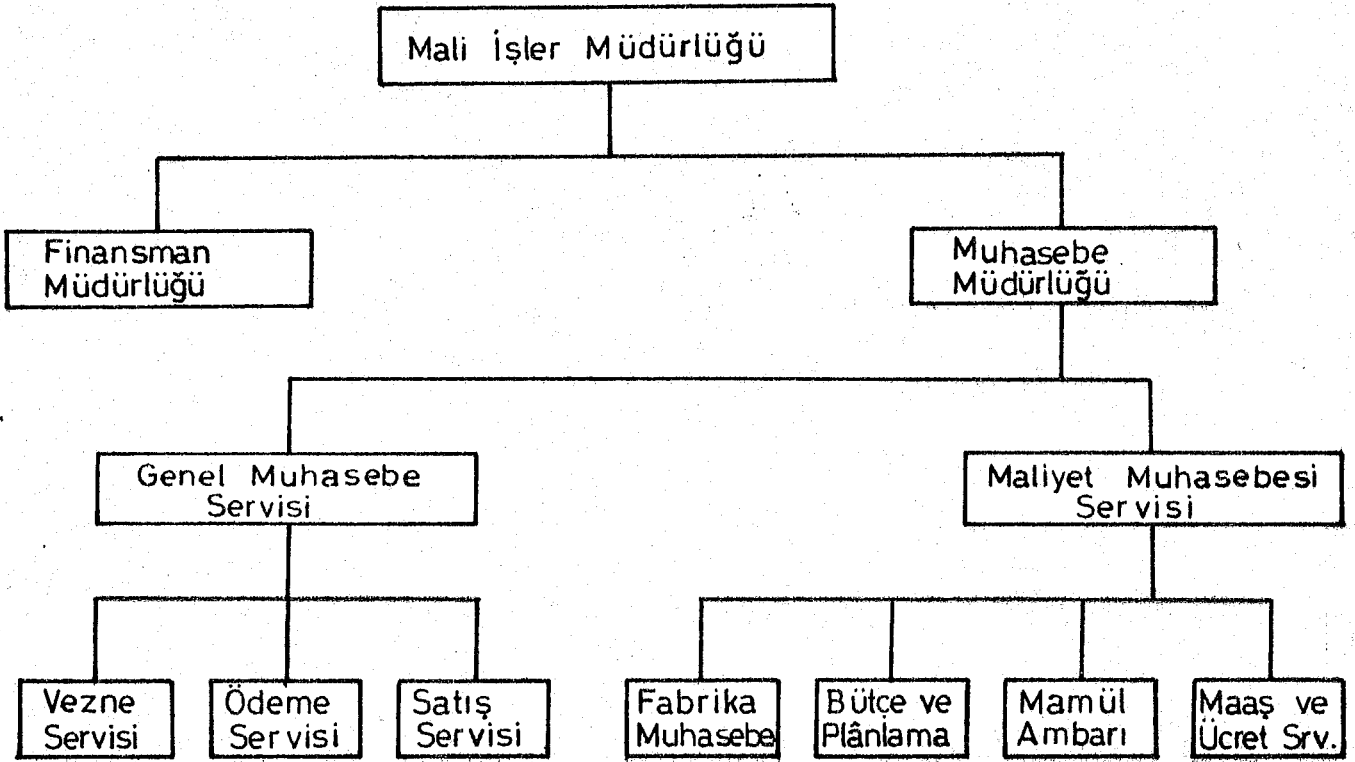 Mali İşler Müdürlüğü
Finansman
Müdürlüğü
Muhasebe
Müdürlüğü
Genel Muhasebe
Servisi
Maliyet Muhasebesi
Servisi
Vezne
Servisi
Ödeme
Servisi
Satış
Servisi
Fabrika
Muhasebe
Bütçe ve
Plânlama
Mamül
Ambarı
Maaş ve
Ücret Srv.